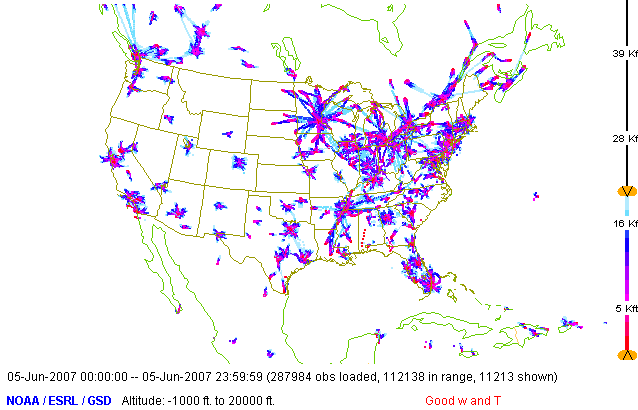 39 Kf
28 Kf
16 Kf
5 Kft
05-Jun-2007 00:00:00 -- 05-Jun-2007 23:59:59 (287984 obs loaded, 112138 in range, 11213 shown)
NOAA / ESRL / GSD Altitude: -1000 ft. to 20000 ft. Good w and T